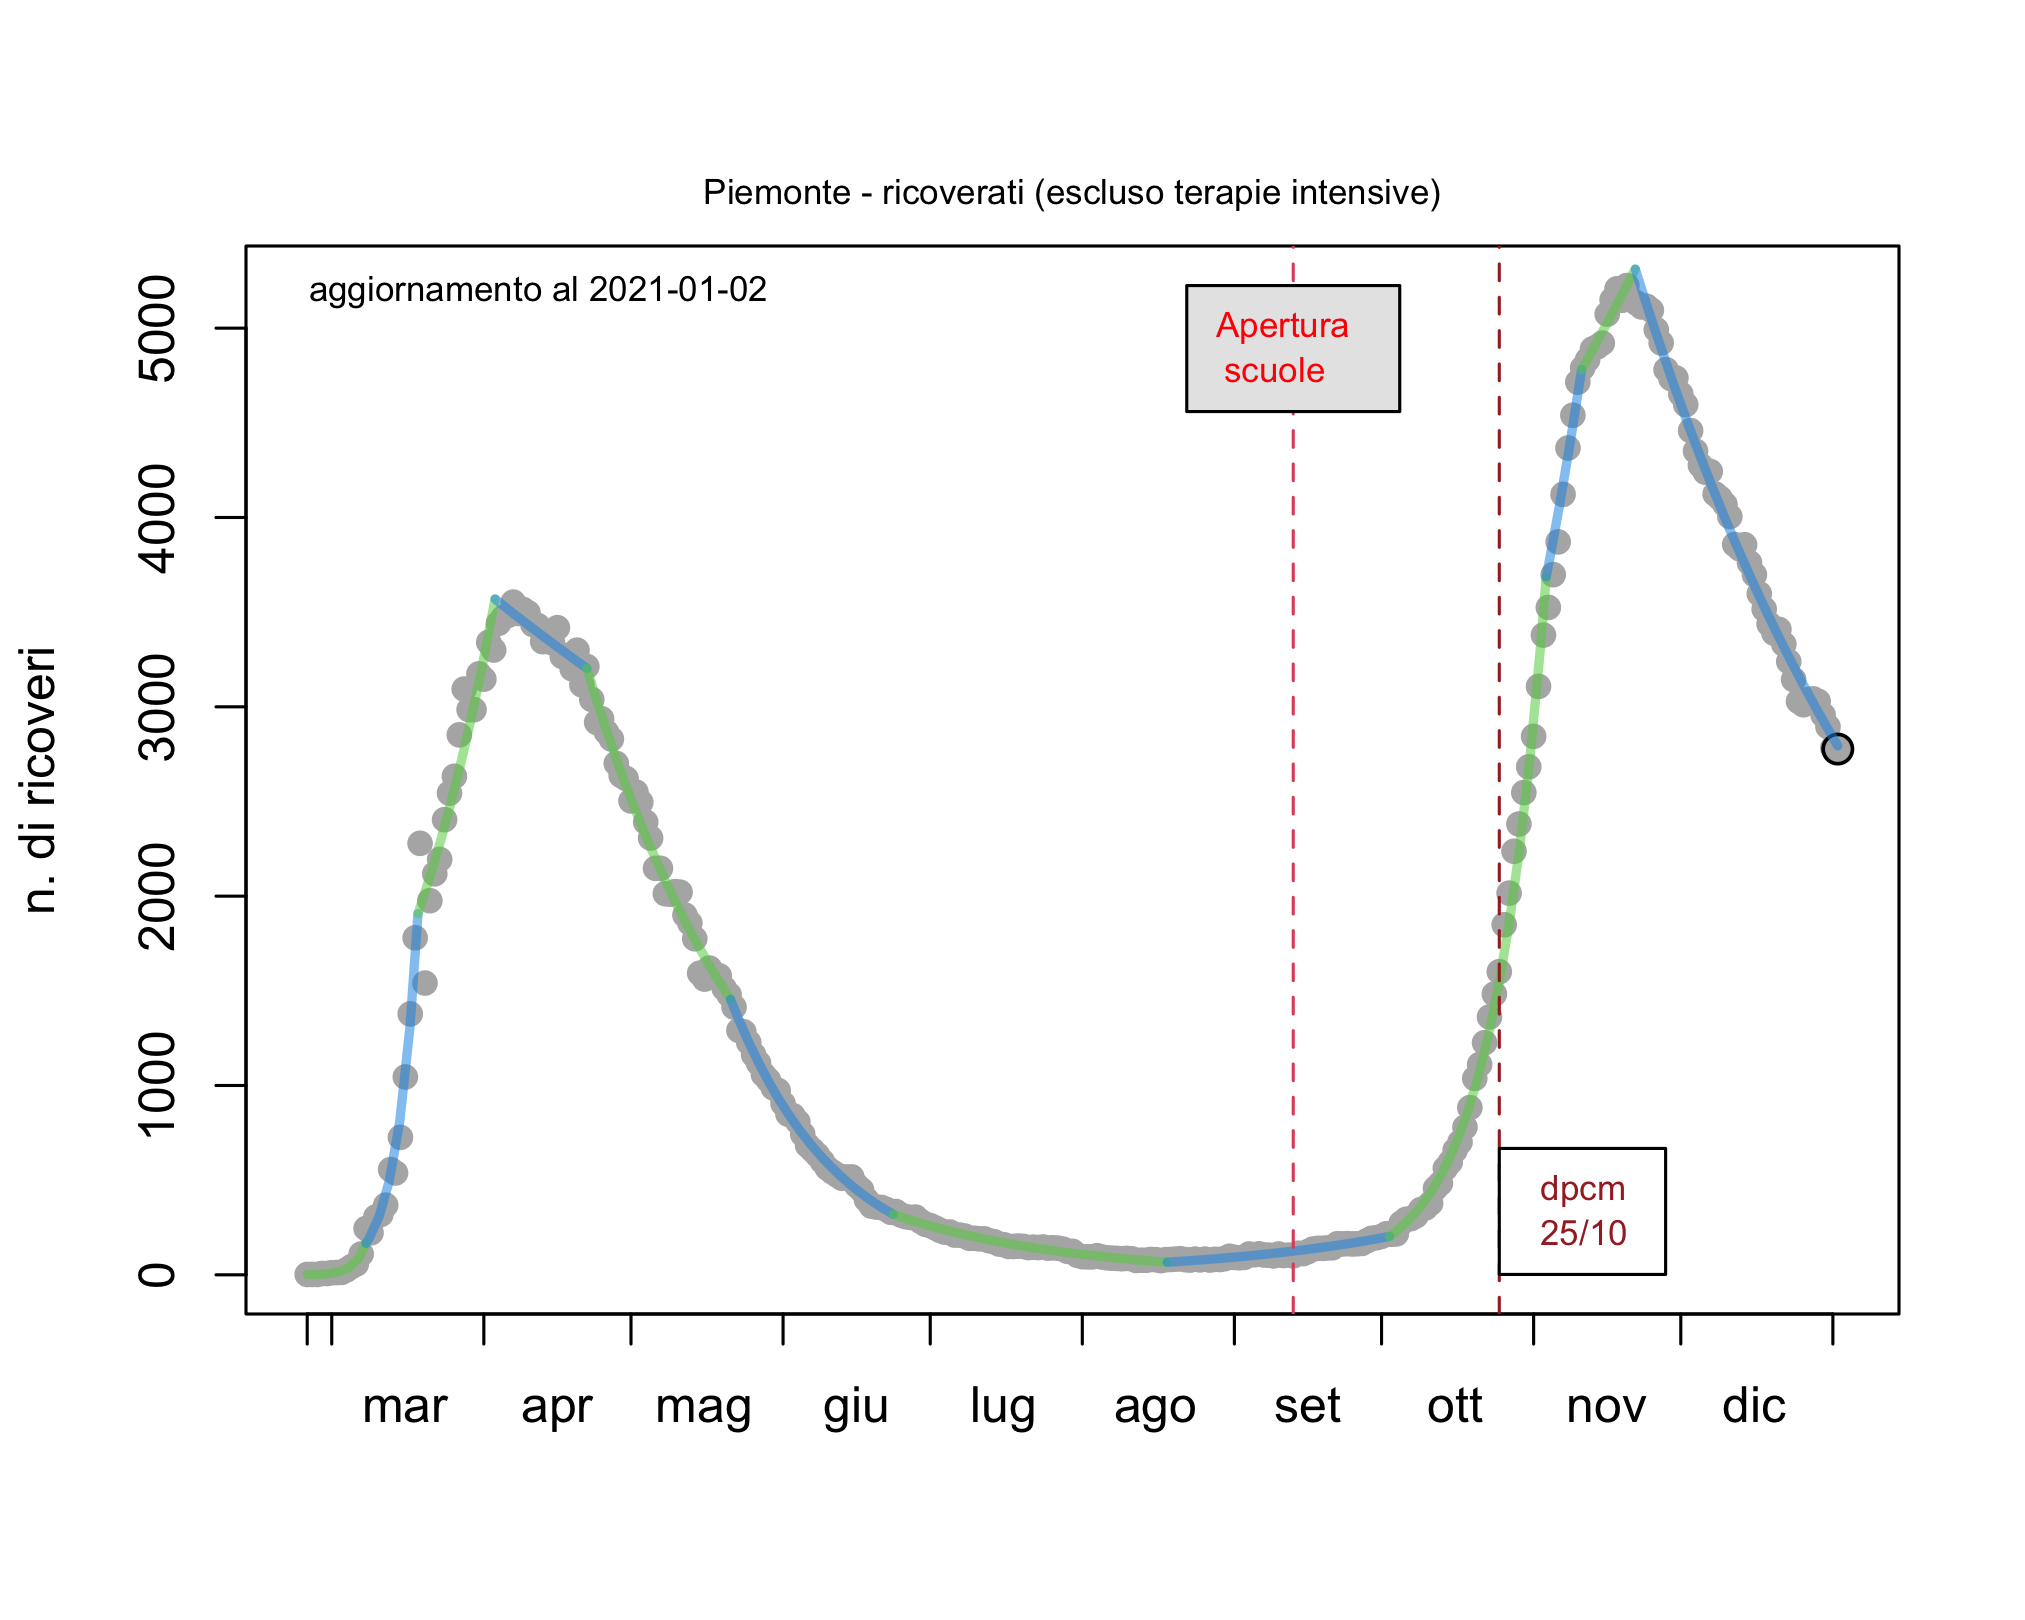 Piemonte - ricoverati (escluso terapie intensive)
aggiornamento al 2021-01-02
Apertura
scuole
dpcm
25/10
n. di ricoveri
5000
4000
3000
2000
1000
0
mar apr mag giu lug ago set ott nov dic